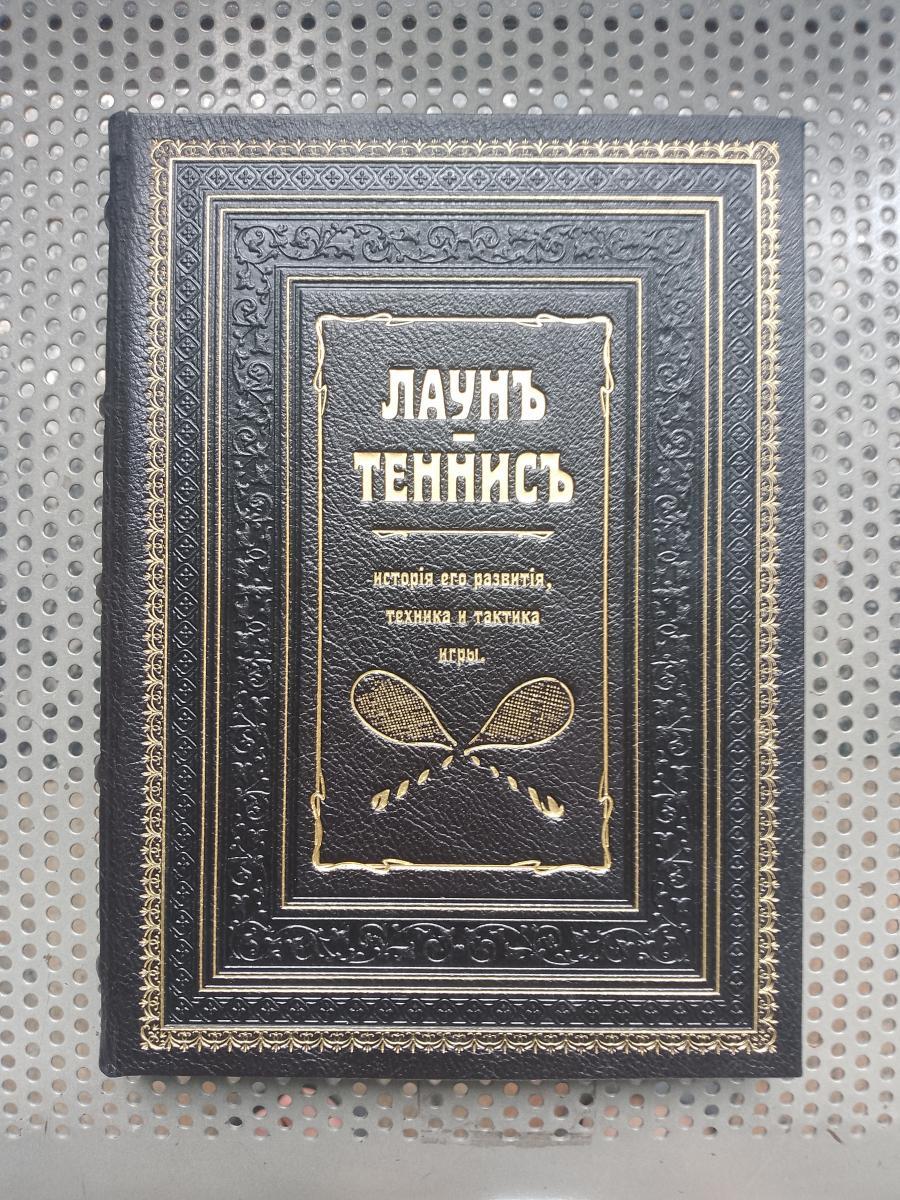 ЛАУНЪ
–
ТЕННИСЪ
исторія его развитія,
техника и тактика
игры.